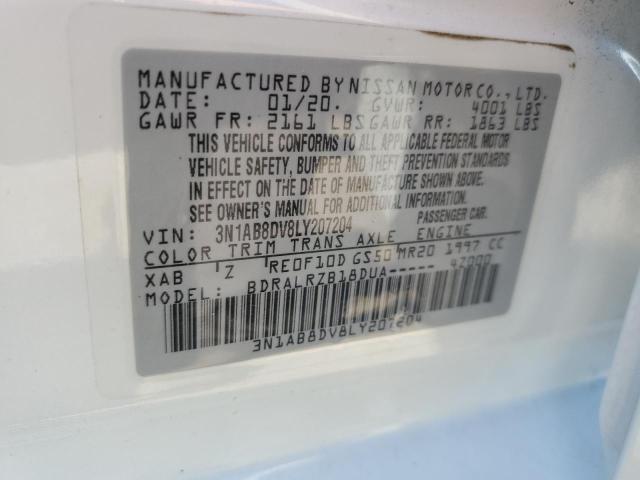 MANUFACTURED BY NISSAN MOTOR CO., LTD.
DATE: 01/20. GVWR: 4001 LBS
GAWR FR: 2161 LBS GAWR RR: 1863 LBS
THIS VEHICLE CONFORMS TO ALL APPLICABLE FEDERAL MOTOR
VEHICLE SAFETY, BUMPER AND THEFT PREVENTION STANDARDS
IN EFFECT ON THE DATE OF MANUFACTURE SHOWN ABOVE.
SEE OWNER'S MANUAL FOR ADDITIONAL INFORMATION.
VIN: 3N1AB8DV8LY207204 PASSENGER CAR.
COLOR TRIM TRANS AXLE ENGINE
XAB Z RE0F10D GS50 MR20 1997 CC
MODEL: BDRALRZB18DUA----- 4Z000
3N1AB8DV8LY207204